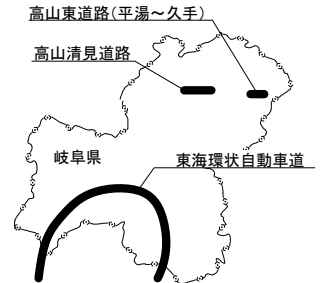 高山東道路(平湯～久手)
高山清見道路
岐阜県
東海環状自動車道